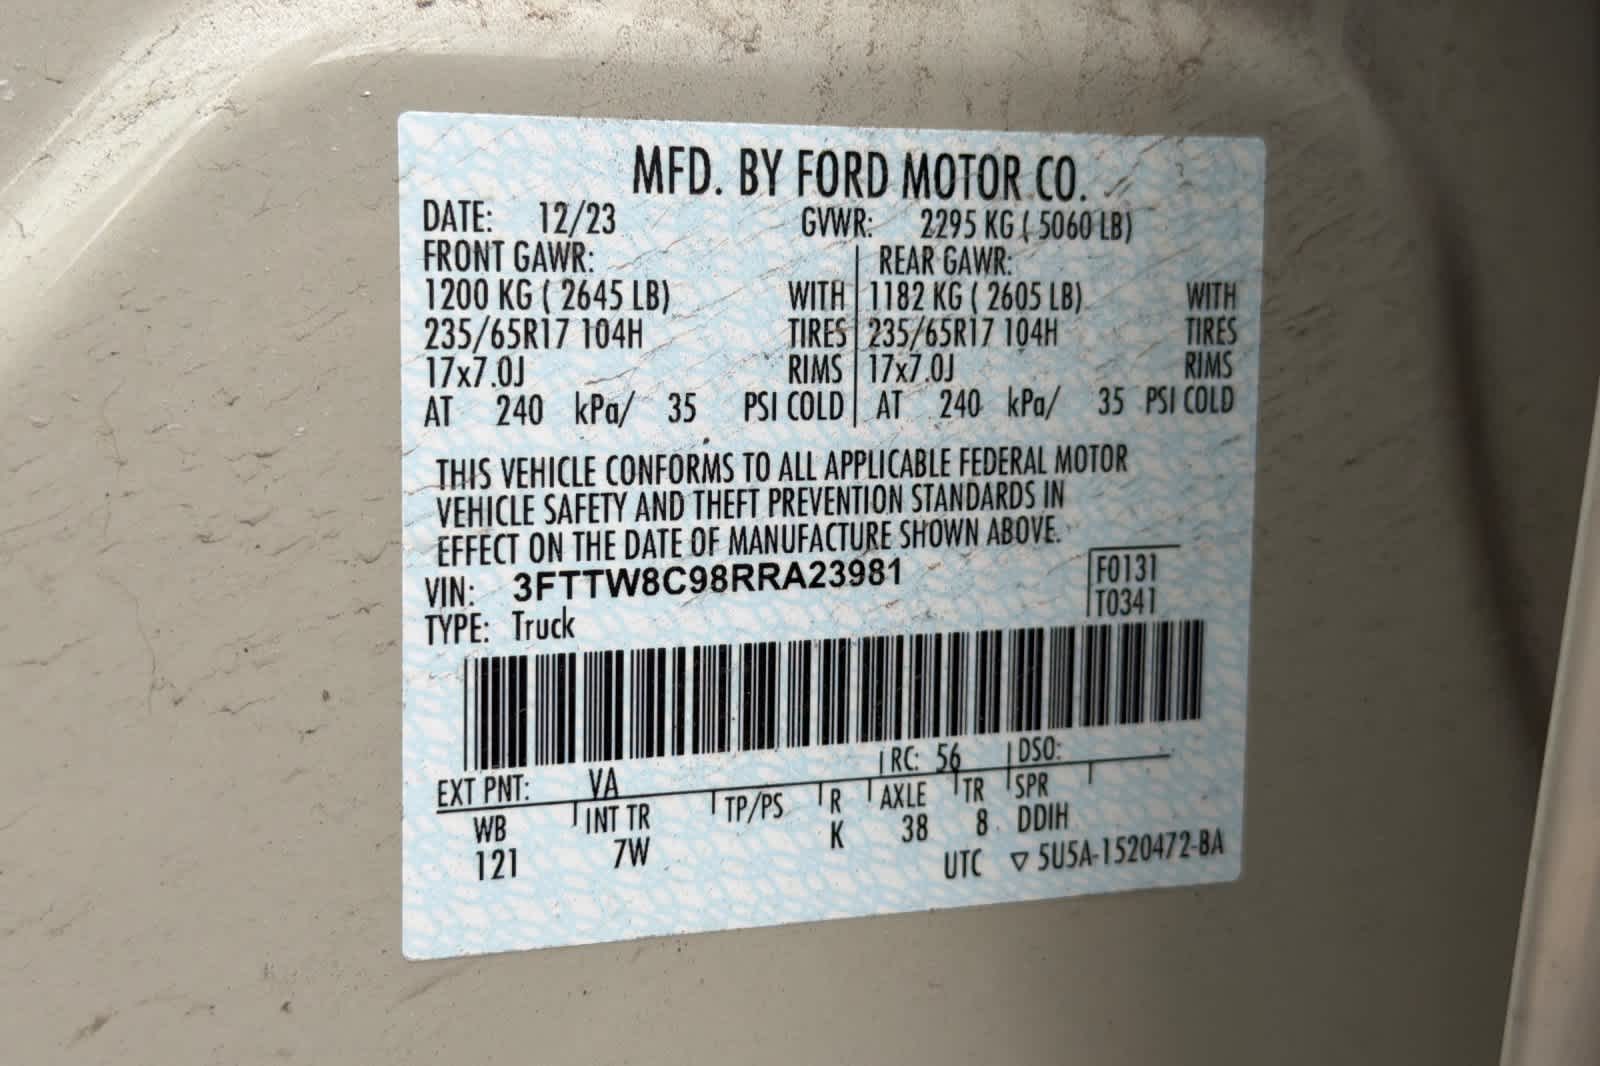 MFD. BY FORD MOTOR CO.
DATE: 12/23 GVWR: 2295 KG ( 5060 LB)
FRONT GAWR: REAR GAWR:
1200 KG ( 2645 LB) WITH 1182 KG ( 2605 LB) WITH
235/65R17 104H TIRES 235/65R17 104H TIRES
17x7.0J RIMS 17x7.0J RIMS
AT 240 kPa/ 35 PSI COLD AT 240 kPa/ 35 PSI COLD
THIS VEHICLE CONFORMS TO ALL APPLICABLE FEDERAL MOTOR
VEHICLE SAFETY AND THEFT PREVENTION STANDARDS IN
EFFECT ON THE DATE OF MANUFACTURE SHOWN ABOVE.
VIN: 3FTTW8C98RRA23981 F0131
TYPE: Truck T0341
EXT PNT: VA RC: 56 DSO:
WB INT TR TP/PS R AXLE TR SPR
121 7W K 38 8 DDIH
UTC ▽ 5U5A-1520472-BA